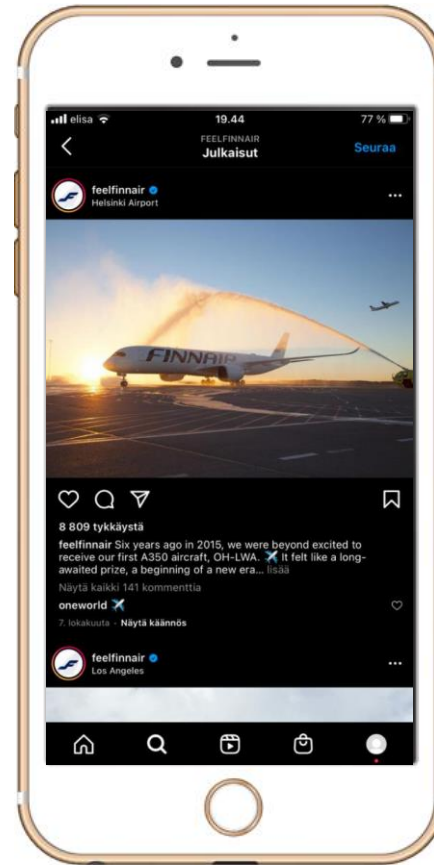 elisa 19.44 77 %
FEELFINNAIR
Julkaisut
Seuraa
feelfinnair
Helsinki Airport
FINNAIR
8 809 tykkäystä
feelfinnair Six years ago in 2015, we were beyond excited to
receive our first A350 aircraft, OH-LWA. ✈️ It felt like a long-
awaited prize, a beginning of a new era... lisää
Näytä kaikki 141 kommenttia
oneworld ✈️
7. lokakuuta · Näytä käännös
feelfinnair
Los Angeles